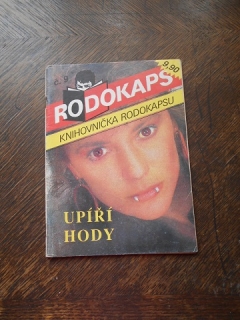 RODOKAPS
9,90
KNIHOVNIČKA RODOKAPSU
UPÍŘÍ
HODY